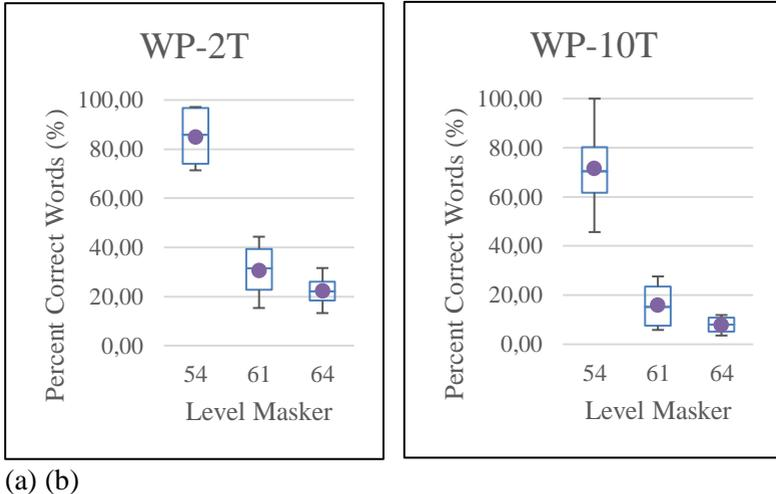 WP-2T
Percent Correct Words (%)
100,00
80,00
60,00
40,00
20,00
0,00
54 61 64
Level Masker
WP-10T
Percent Correct Words (%)
100,00
80,00
60,00
40,00
20,00
0,00
54 61 64
Level Masker
(a) (b)